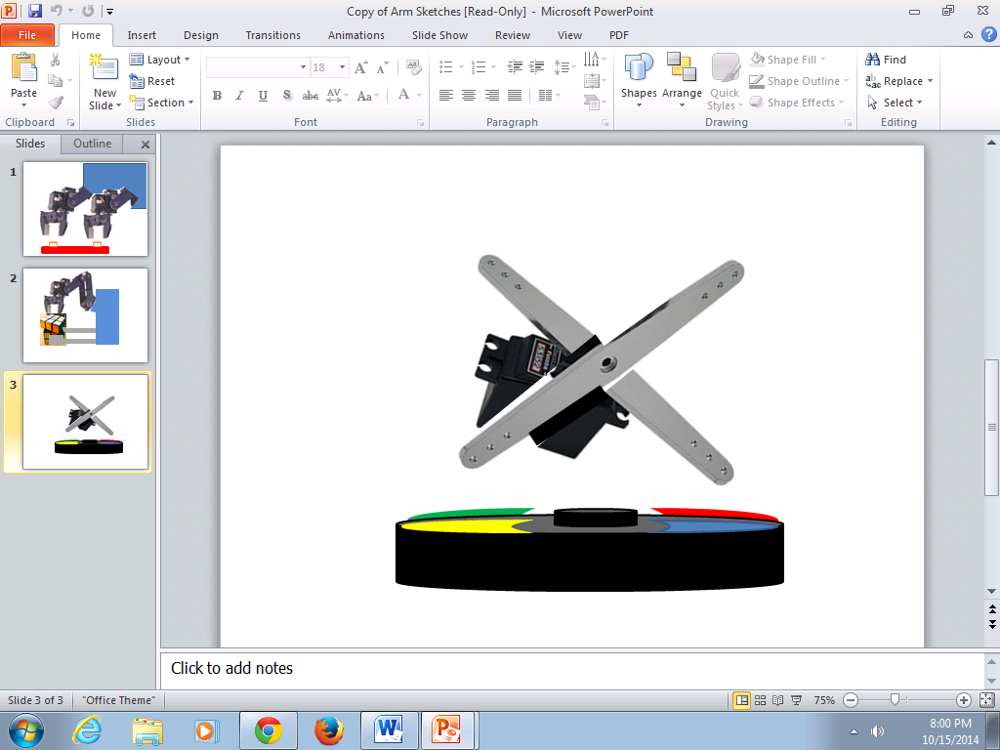 Copy of Arm Sketches [Read-Only] - Microsoft PowerPoint
File Home Insert Design Transitions Animations Slide Show Review View PDF
Paste
New Slide
Layout
Reset
Section
18
B I U S abc AV Aa A
Shapes Arrange Quick Styles
Shape Fill
Shape Outline
Shape Effects
Find
Replace
Select
Clipboard Slides Font Paragraph Drawing Editing
Slides Outline
1
2
3
Click to add notes
Slide 3 of 3 "Office Theme" 75%
8:00 PM
10/15/2014